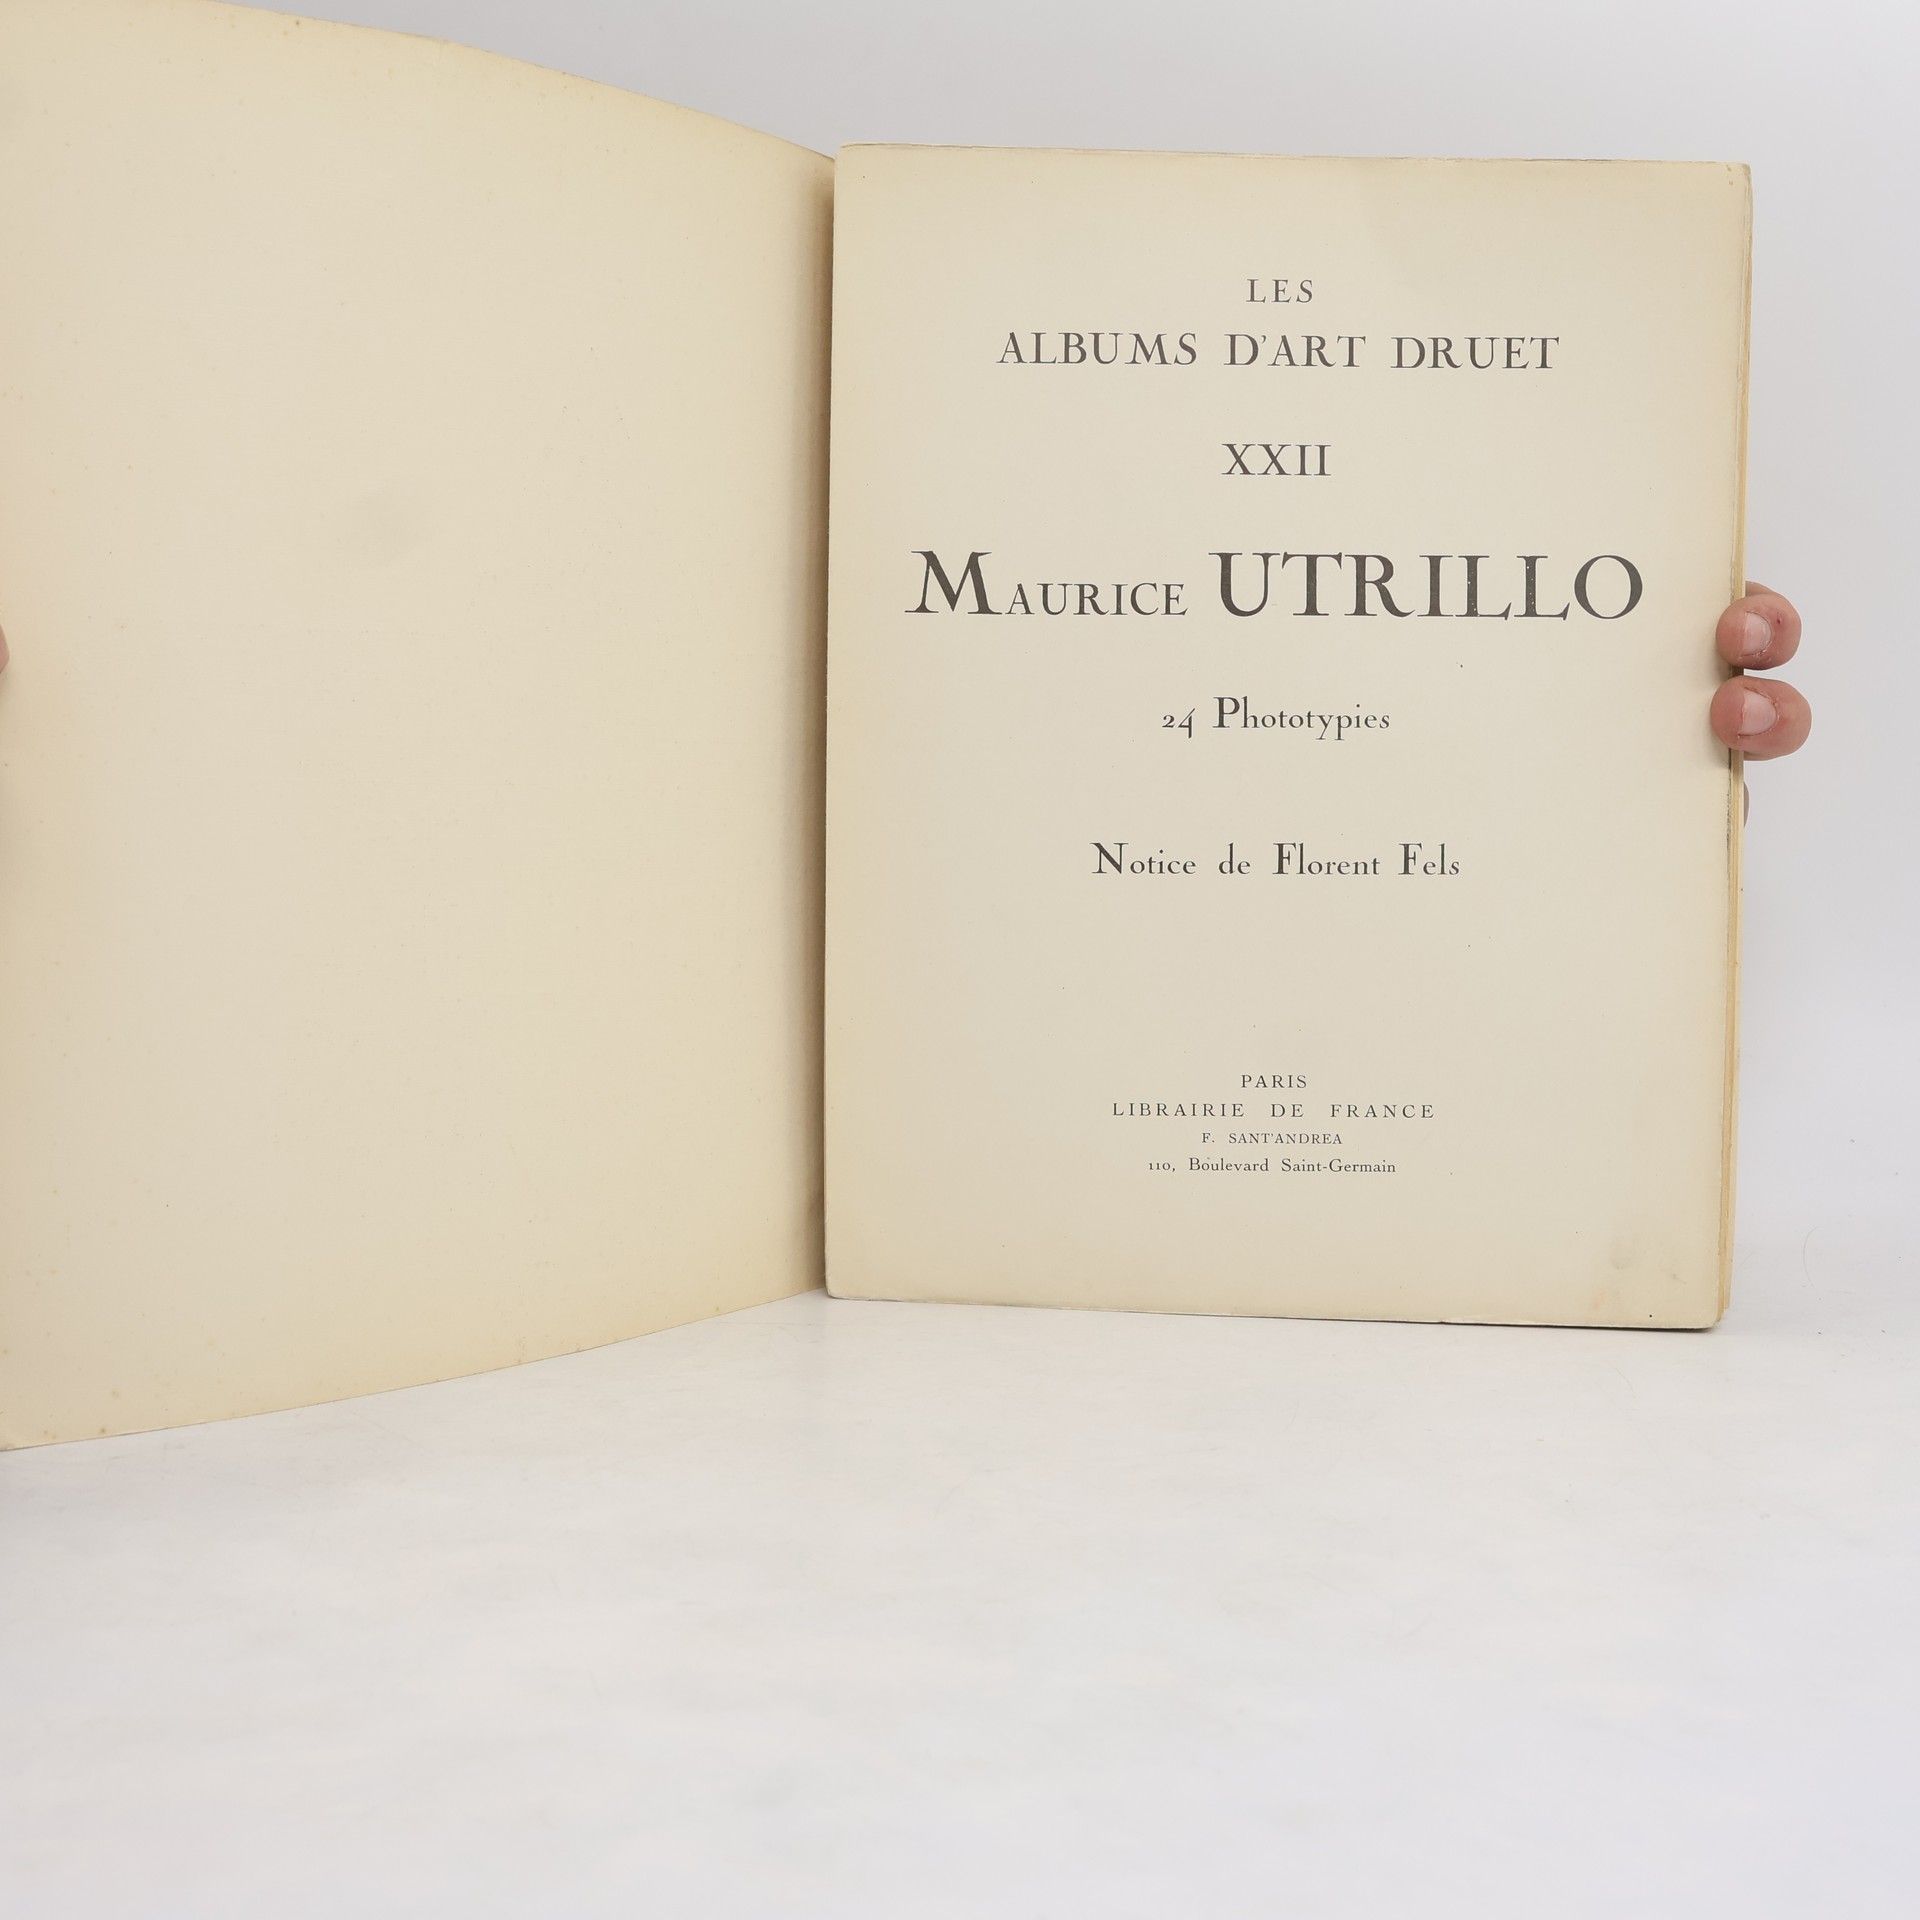 LES
ALBUMS D'ART DRUET
XXII
MAURICE UTRILLO
24 Phototypies
Notice de Florent Fels
PARIS
LIBRAIRIE DE FRANCE
F. SANT'ANDREA
110, Boulevard Saint-Germain